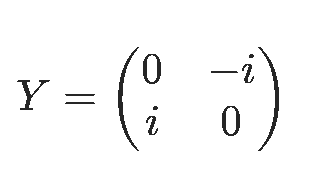 Y = ( 0 -i
i 0 )